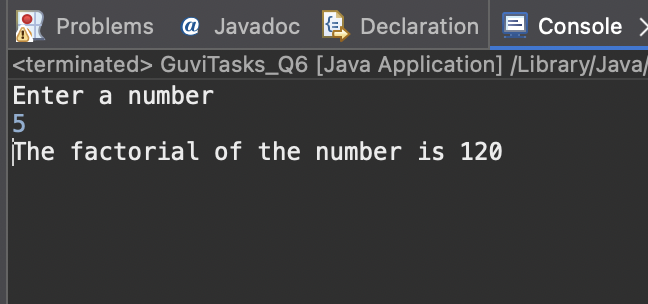 Problems @ Javadoc Declaration Console
<terminated> GuviTasks_Q6 [Java Application] /Library/Java/
Enter a number
5
The factorial of the number is 120